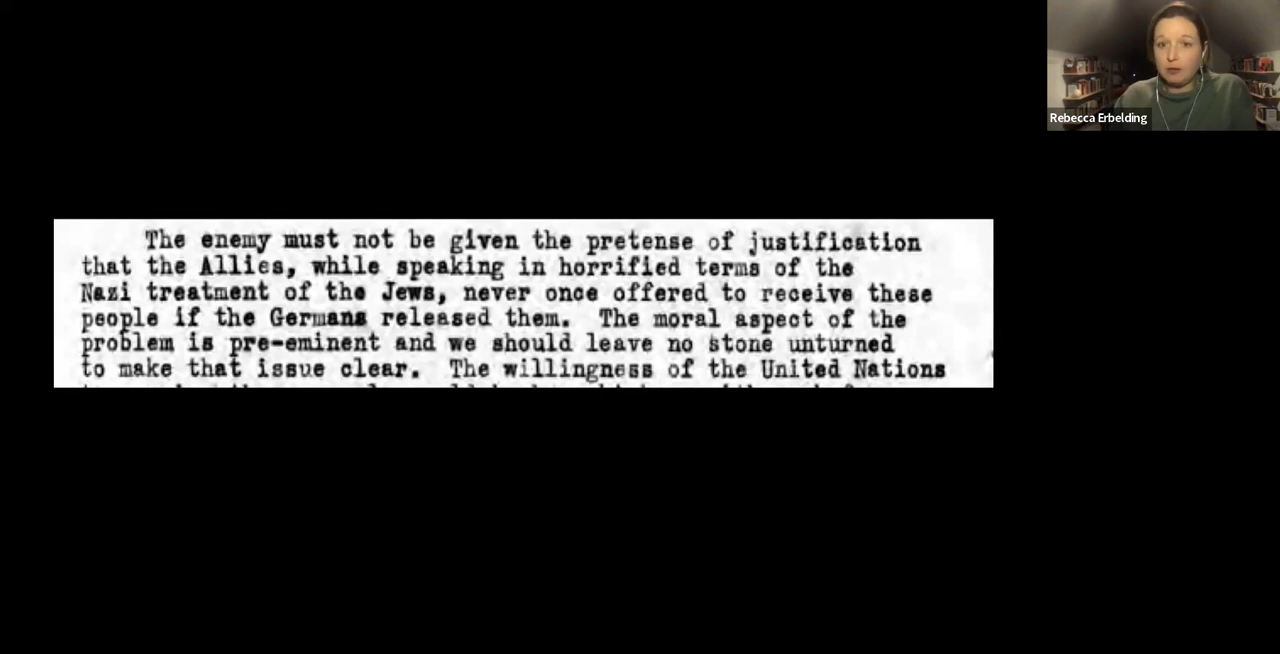 Rebecca Erbelding
The enemy must not be given the pretense of justification
that the Allies, while speaking in horrified terms of the
Nazi treatment of the Jews, never once offered to receive these
people if the Germans released them. The moral aspect of the
problem is pre-eminent and we should leave no stone unturned
to make that issue clear. The willingness of the United Nations